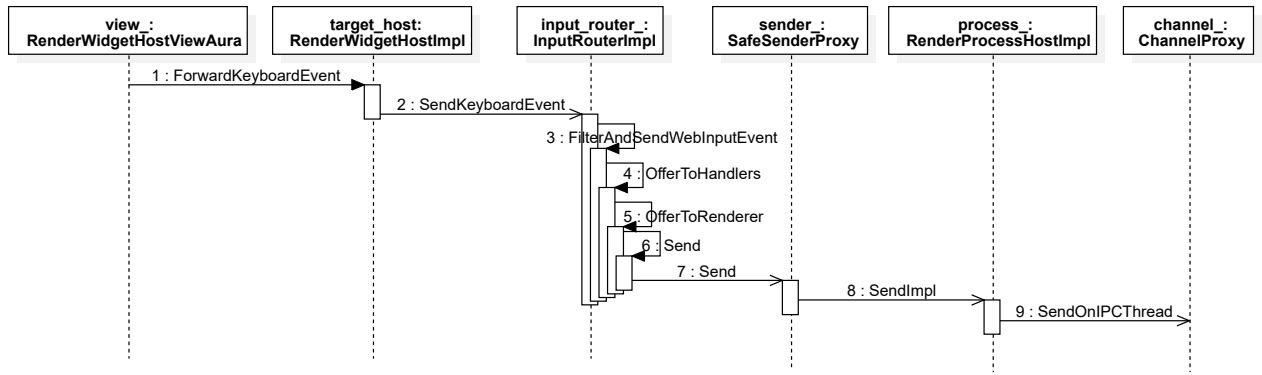 view_:
RenderWidgetHostViewAura
target_host:
RenderWidgetHostImpl
input_router_:
InputRouterImpl
sender_:
SafeSenderProxy
process_:
RenderProcessHostImpl
channel_:
ChannelProxy
1 : ForwardKeyboardEvent
2 : SendKeyboardEvent
3 : FilterAndSendWebInputEvent
4 : OfferToHandlers
5 : OfferToRenderer
6 : Send
7 : Send
8 : SendImpl
9 : SendOnIPCThread